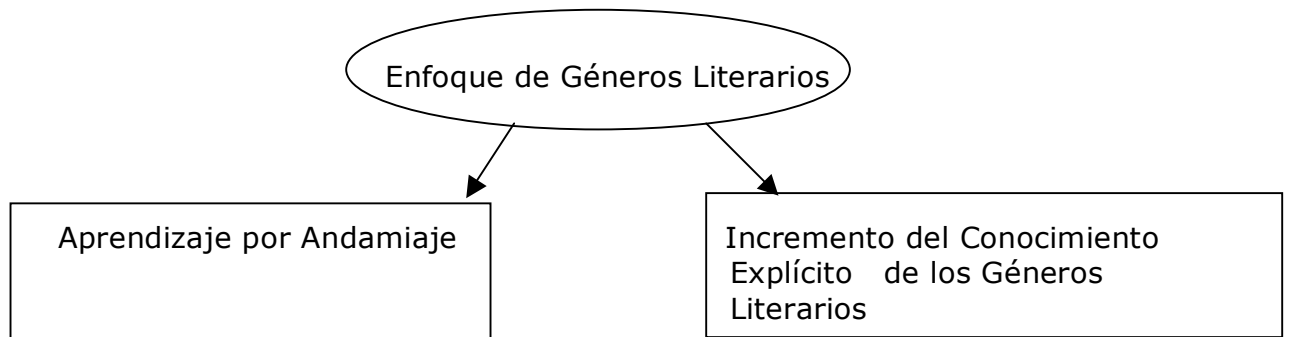 Enfoque de Géneros Literarios
Aprendizaje por Andamiaje
Incremento del Conocimiento
Explícito de los Géneros
Literarios